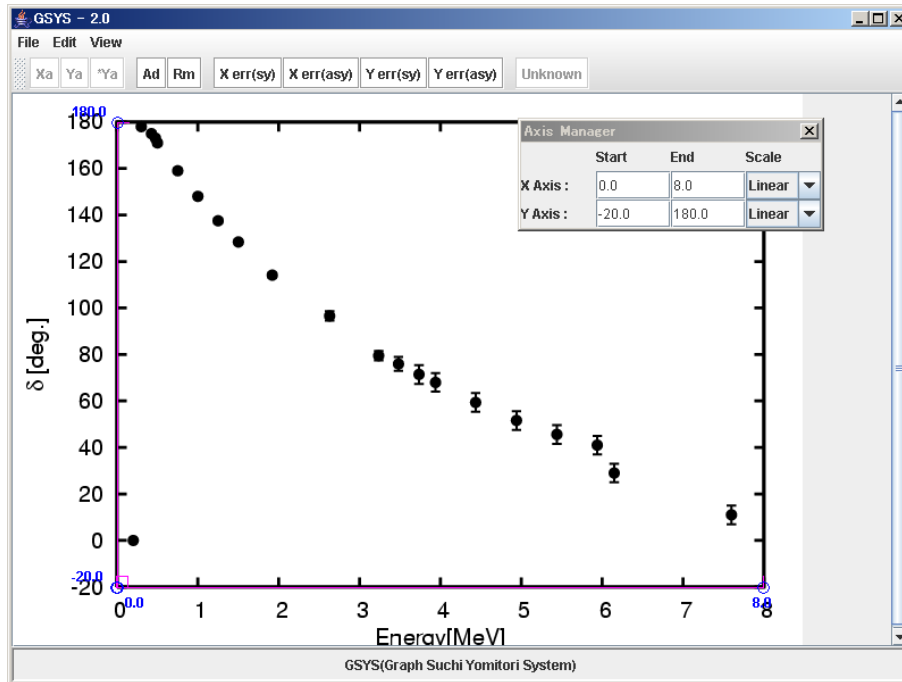 GSYS - 2.0
File Edit View
Xa Ya *Ya Ad Rm X err(sy) X err(asy) Y err(sy) Y err(asy) Unknown
180.0
180
160
140
120
100
80
60
40
20
0
-20.0
-20
δ [deg.]
0 0.0 1 2 3 4 5 6 7 8 8.0
Energy[MeV]
Axis Manager
Start End Scale
X Axis : 0.0 8.0 Linear
Y Axis : -20.0 180.0 Linear
GSYS(Graph Suchi Yomitori System)